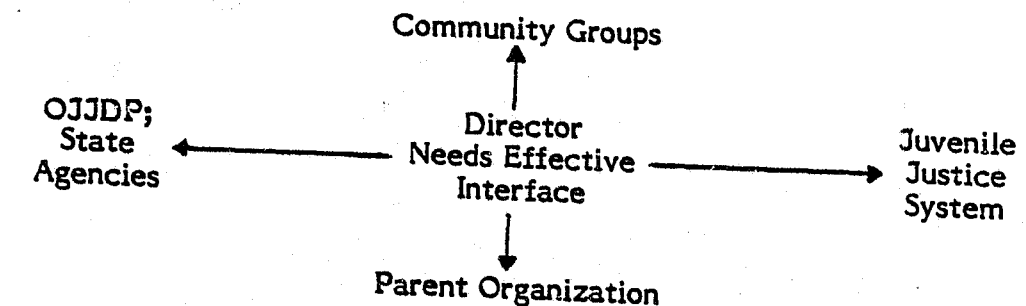 Community Groups
OJJDP;
State
Agencies
Director
Needs Effective
Interface
Juvenile
Justice
System
Parent Organization